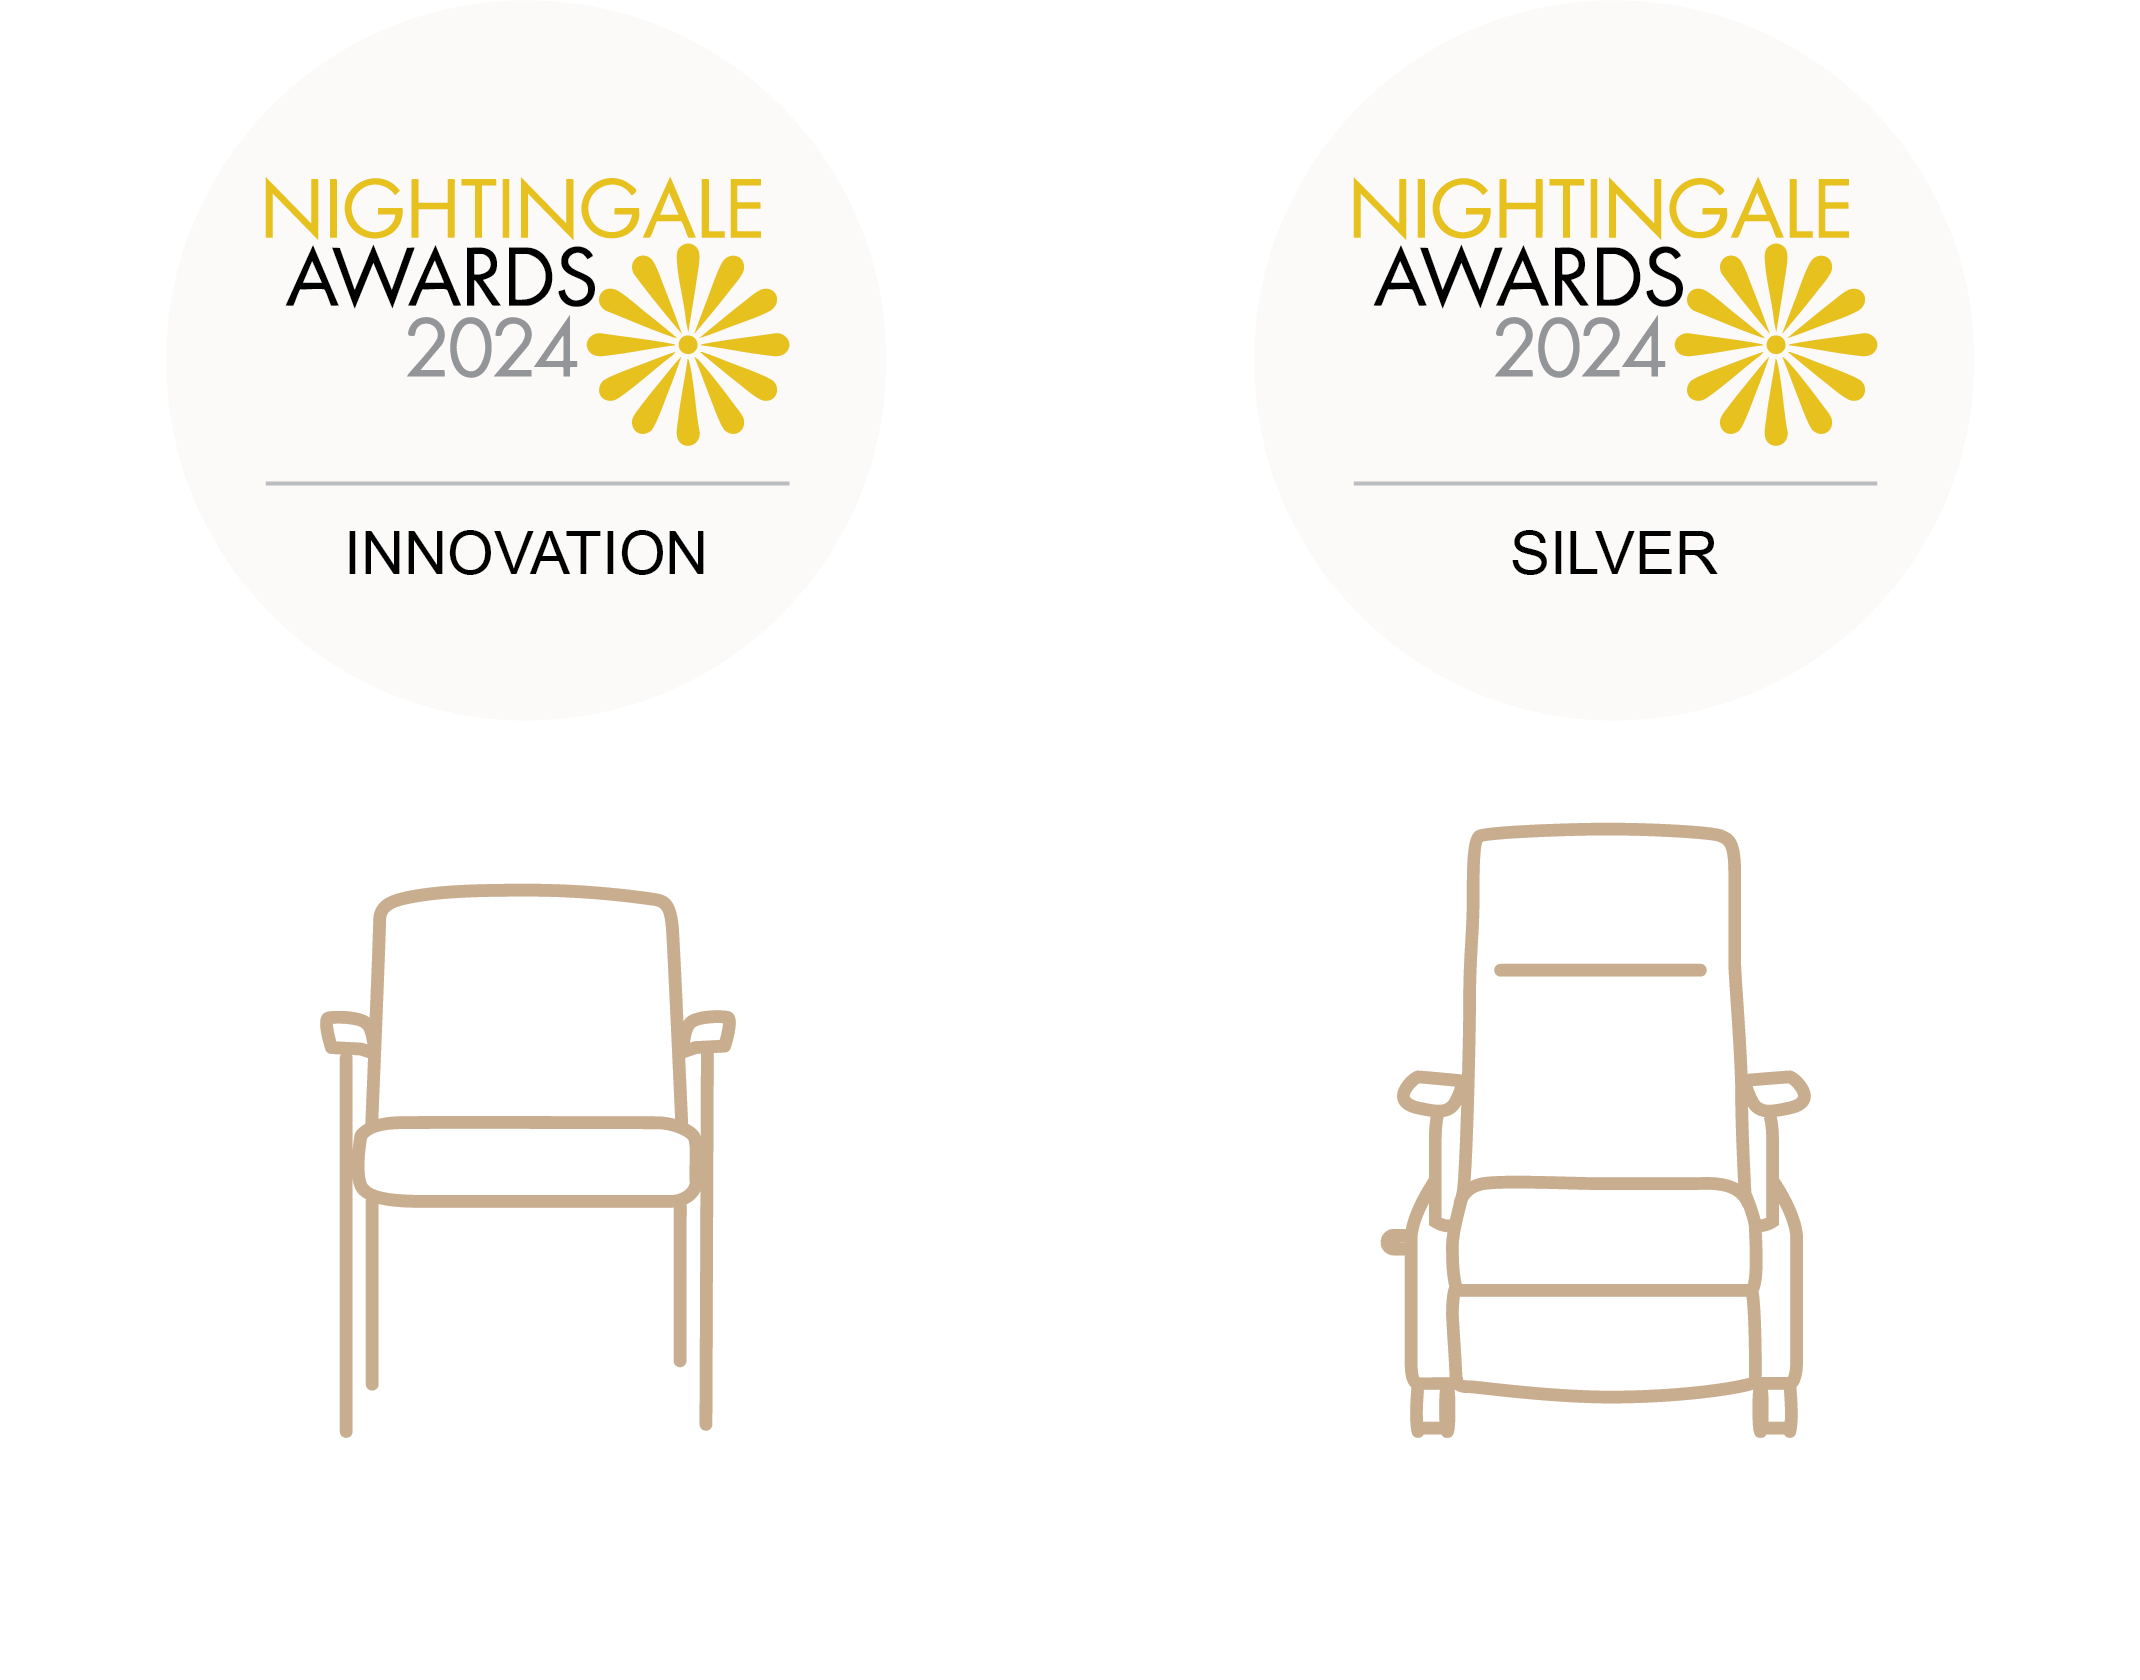 NIGHTINGALE
AWARDS
2024
INNOVATION
NIGHTINGALE
AWARDS
2024
SILVER